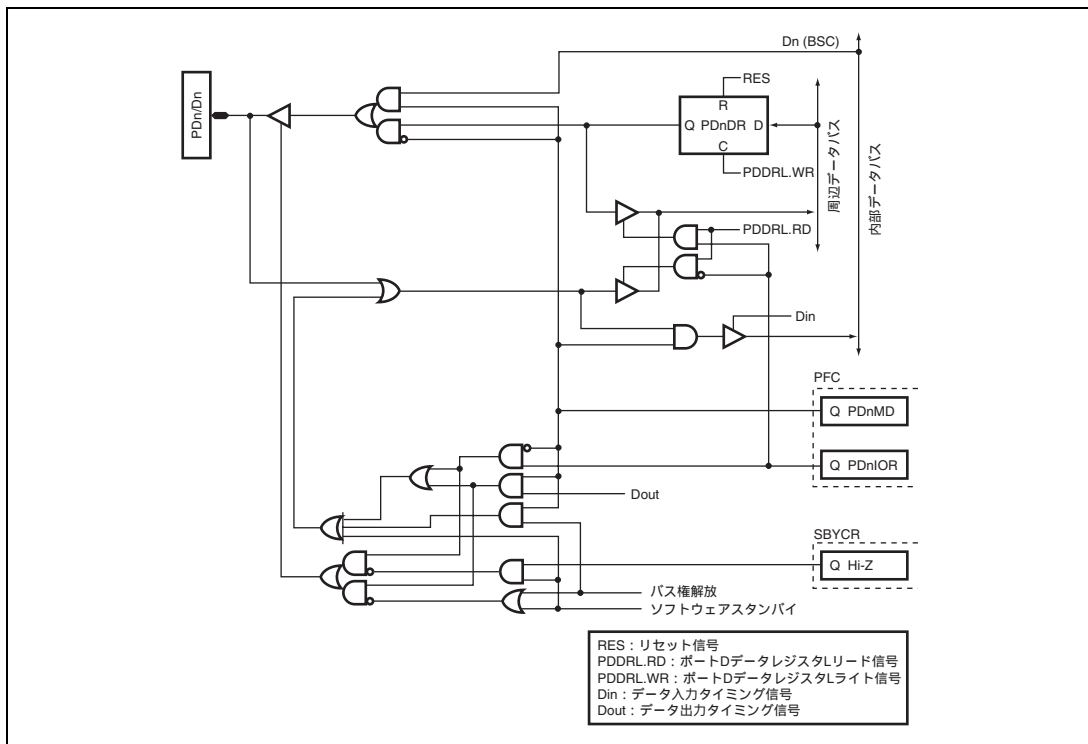 Dn (BSC)
PDn/Dn
RES
R
Q PDnDR D
C
PDDRL.WR
周辺データバス
内部データバス
PDDRL.RD
Din
PFC
Q PDnMD
Q PDnIOR
Dout
SBYCR
Q Hi-Z
バス権解放
ソフトウェアスタンバイ
RES：リセット信号
PDDRL.RD：ポートDデータレジスタLリード信号
PDDRL.WR：ポートDデータレジスタLライト信号
Din：データ入力タイミング信号
Dout：データ出力タイミング信号